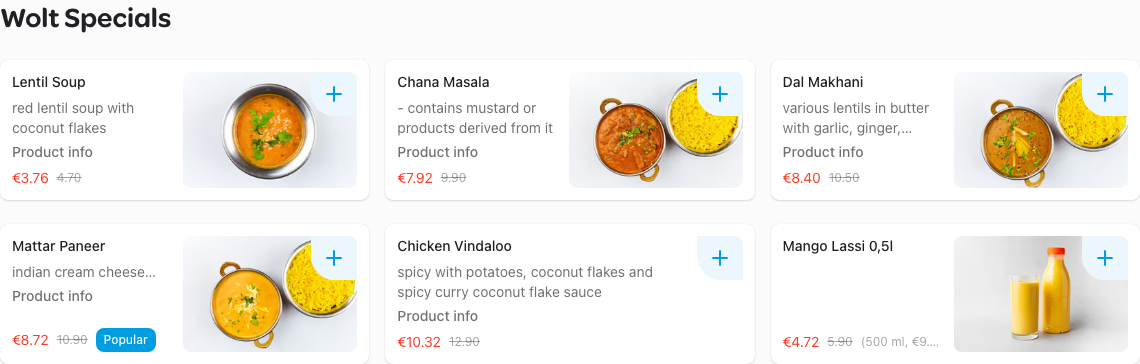 Wolt Specials
Lentil Soup
red lentil soup with
coconut flakes
Product info
€3.76 4.70
Chana Masala
- contains mustard or
products derived from it
Product info
€7.92 9.90
Dal Makhani
various lentils in butter
with garlic, ginger,...
Product info
€8.40 10.50
Mattar Paneer
indian cream cheese...
Product info
€8.72 10.90 Popular
Chicken Vindaloo
spicy with potatoes, coconut flakes and
spicy curry coconut flake sauce
Product info
€10.32 12.90
Mango Lassi 0,5l
€4.72 5.90 (500 ml, €9....